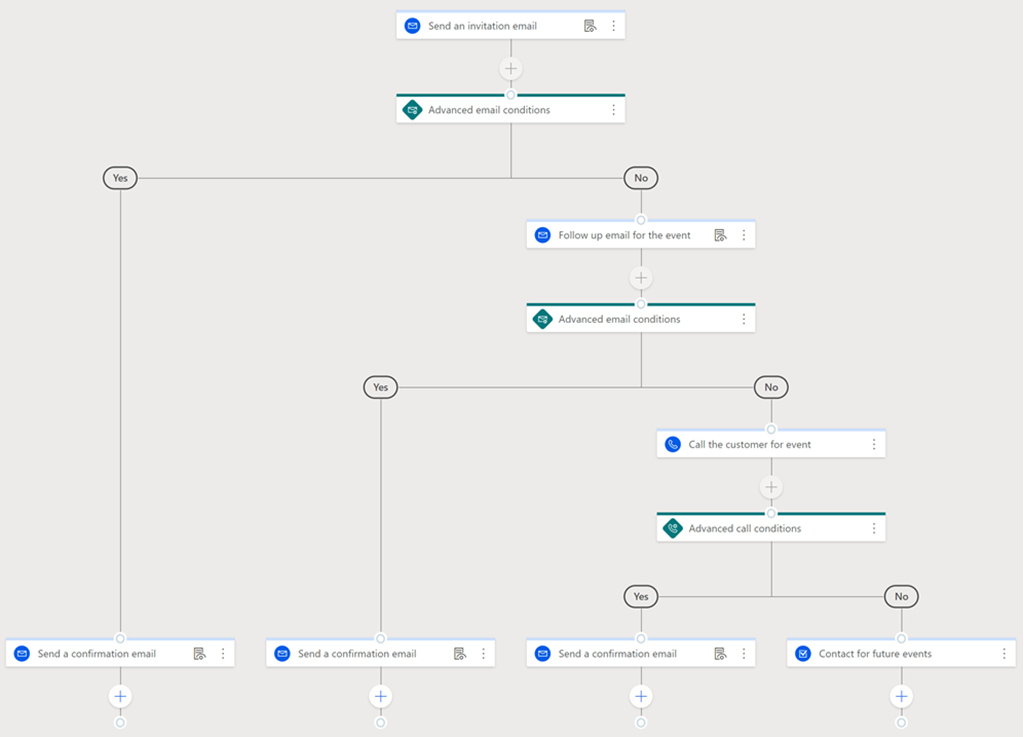 Send an invitation email
Advanced email conditions
Yes
No
Follow up email for the event
Advanced email conditions
Yes
No
Call the customer for event
Advanced call conditions
Yes
No
Send a confirmation email
Send a confirmation email
Send a confirmation email
Contact for future events